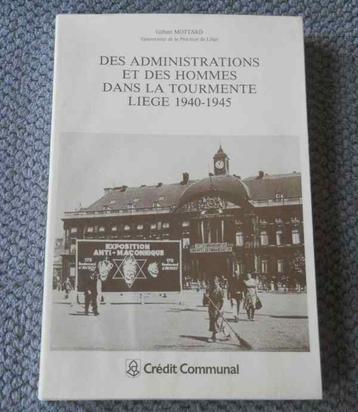 Gilbert MOTTARD
Gouverneur de la Province de Liège
DES ADMINISTRATIONS
ET DES HOMMES
DANS LA TOURMENTE
LIEGE 1940-1945
EXPOSITION
ANTI-MAÇONNIQUE
Crédit Communal